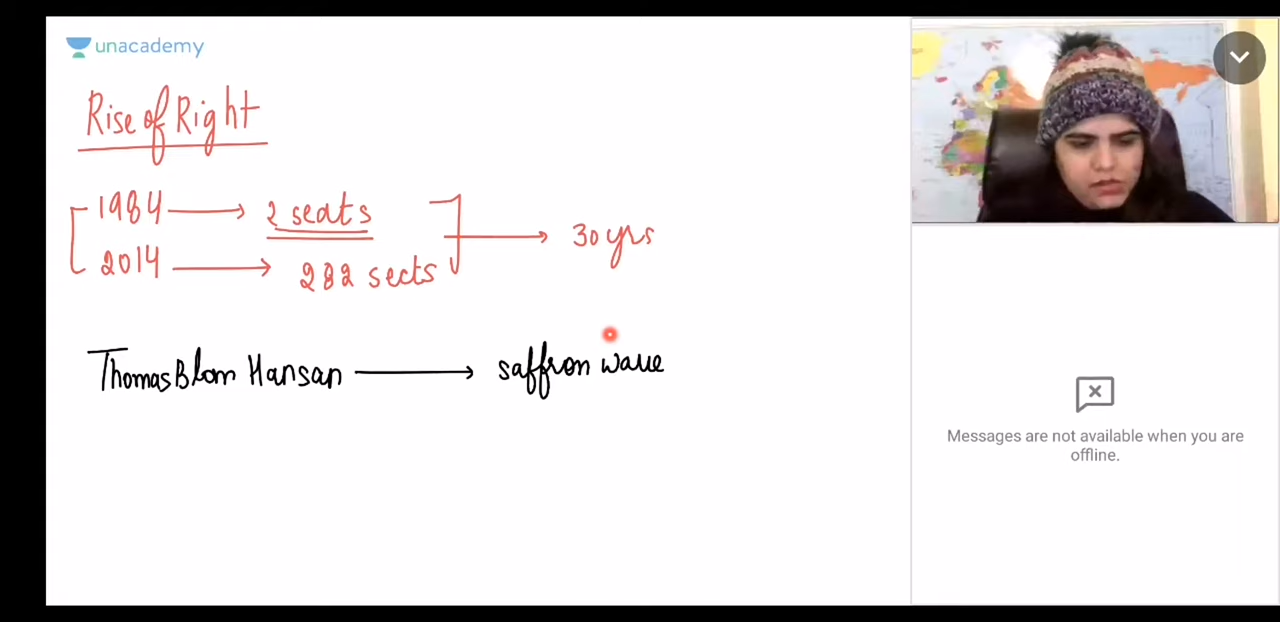 unacademy
Rise of Right
1984 → 2 seats
2014 → 282 sects
→ 30 yrs
Thomas Blom Hansan → saffron wave
Messages are not available when you are
offline.